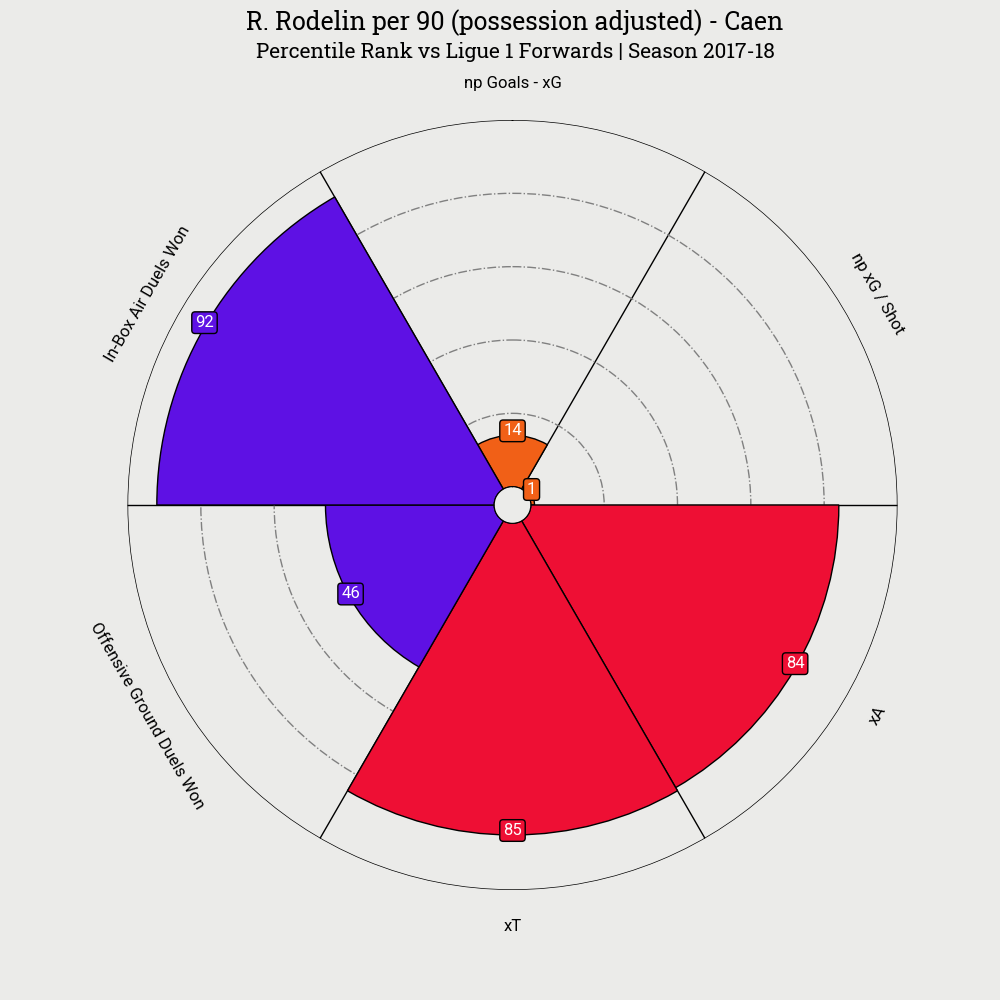 R. Rodelin per 90 (possession adjusted) - Caen
Percentile Rank vs Ligue 1 Forwards | Season 2017-18
np Goals - xG
np xG / Shot
In-Box Air Duels Won
92
14
1
46
84
Offensive Ground Duels Won
xA
85
xT